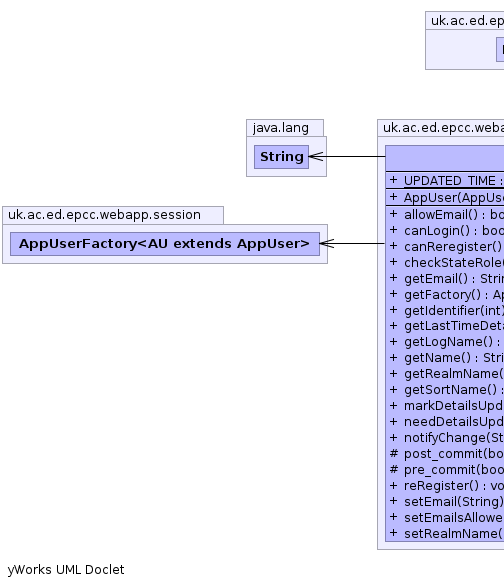 uk.ac.ed.ep
java.lang
String
uk.ac.ed.epcc.weba
+ UPDATED_TIME :
+ AppUser(AppUs
+ allowEmail() : bo
+ canLogin() : boo
+ canReregister()
+ checkStateRole(
+ getEmail() : Strin
+ getFactory() : Ap
+ getIdentifier(int)
+ getLastTimeDeta
+ getLogName() :
+ getName() : Stri
+ getRealmName(
+ getSortName() :
+ markDetailsUpd
+ needDetailsUpd
+ notifyChange(St
# post_commit(bo
# pre_commit(boo
+ reRegister() : vo
+ setEmail(String)
+ setEmailsAllowe
+ setRealmName(
uk.ac.ed.epcc.webapp.session
AppUserFactory<AU extends AppUser>
yWorks UML Doclet